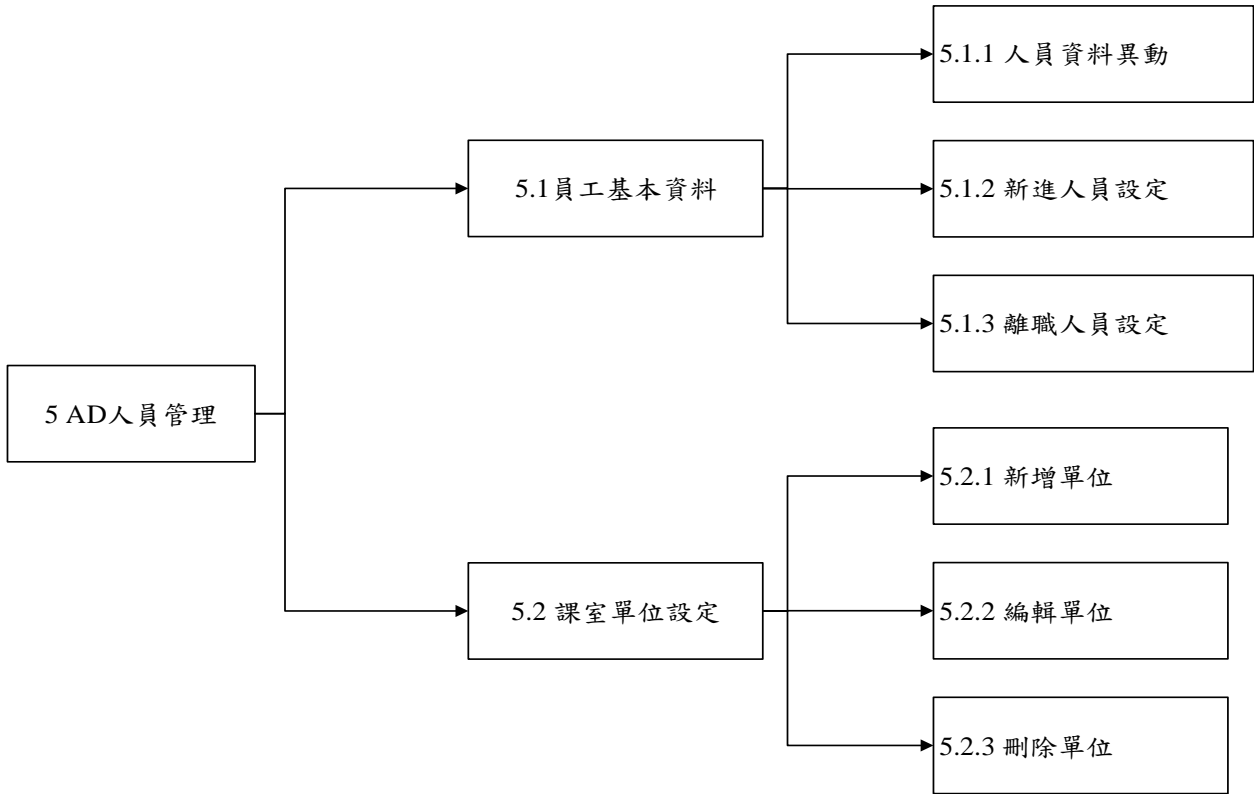 5 AD人員管理
5.1員工基本資料
5.1.1 人員資料異動
5.1.2 新進人員設定
5.1.3 離職人員設定
5.2 課室單位設定
5.2.1 新增單位
5.2.2 編輯單位
5.2.3 刪除單位